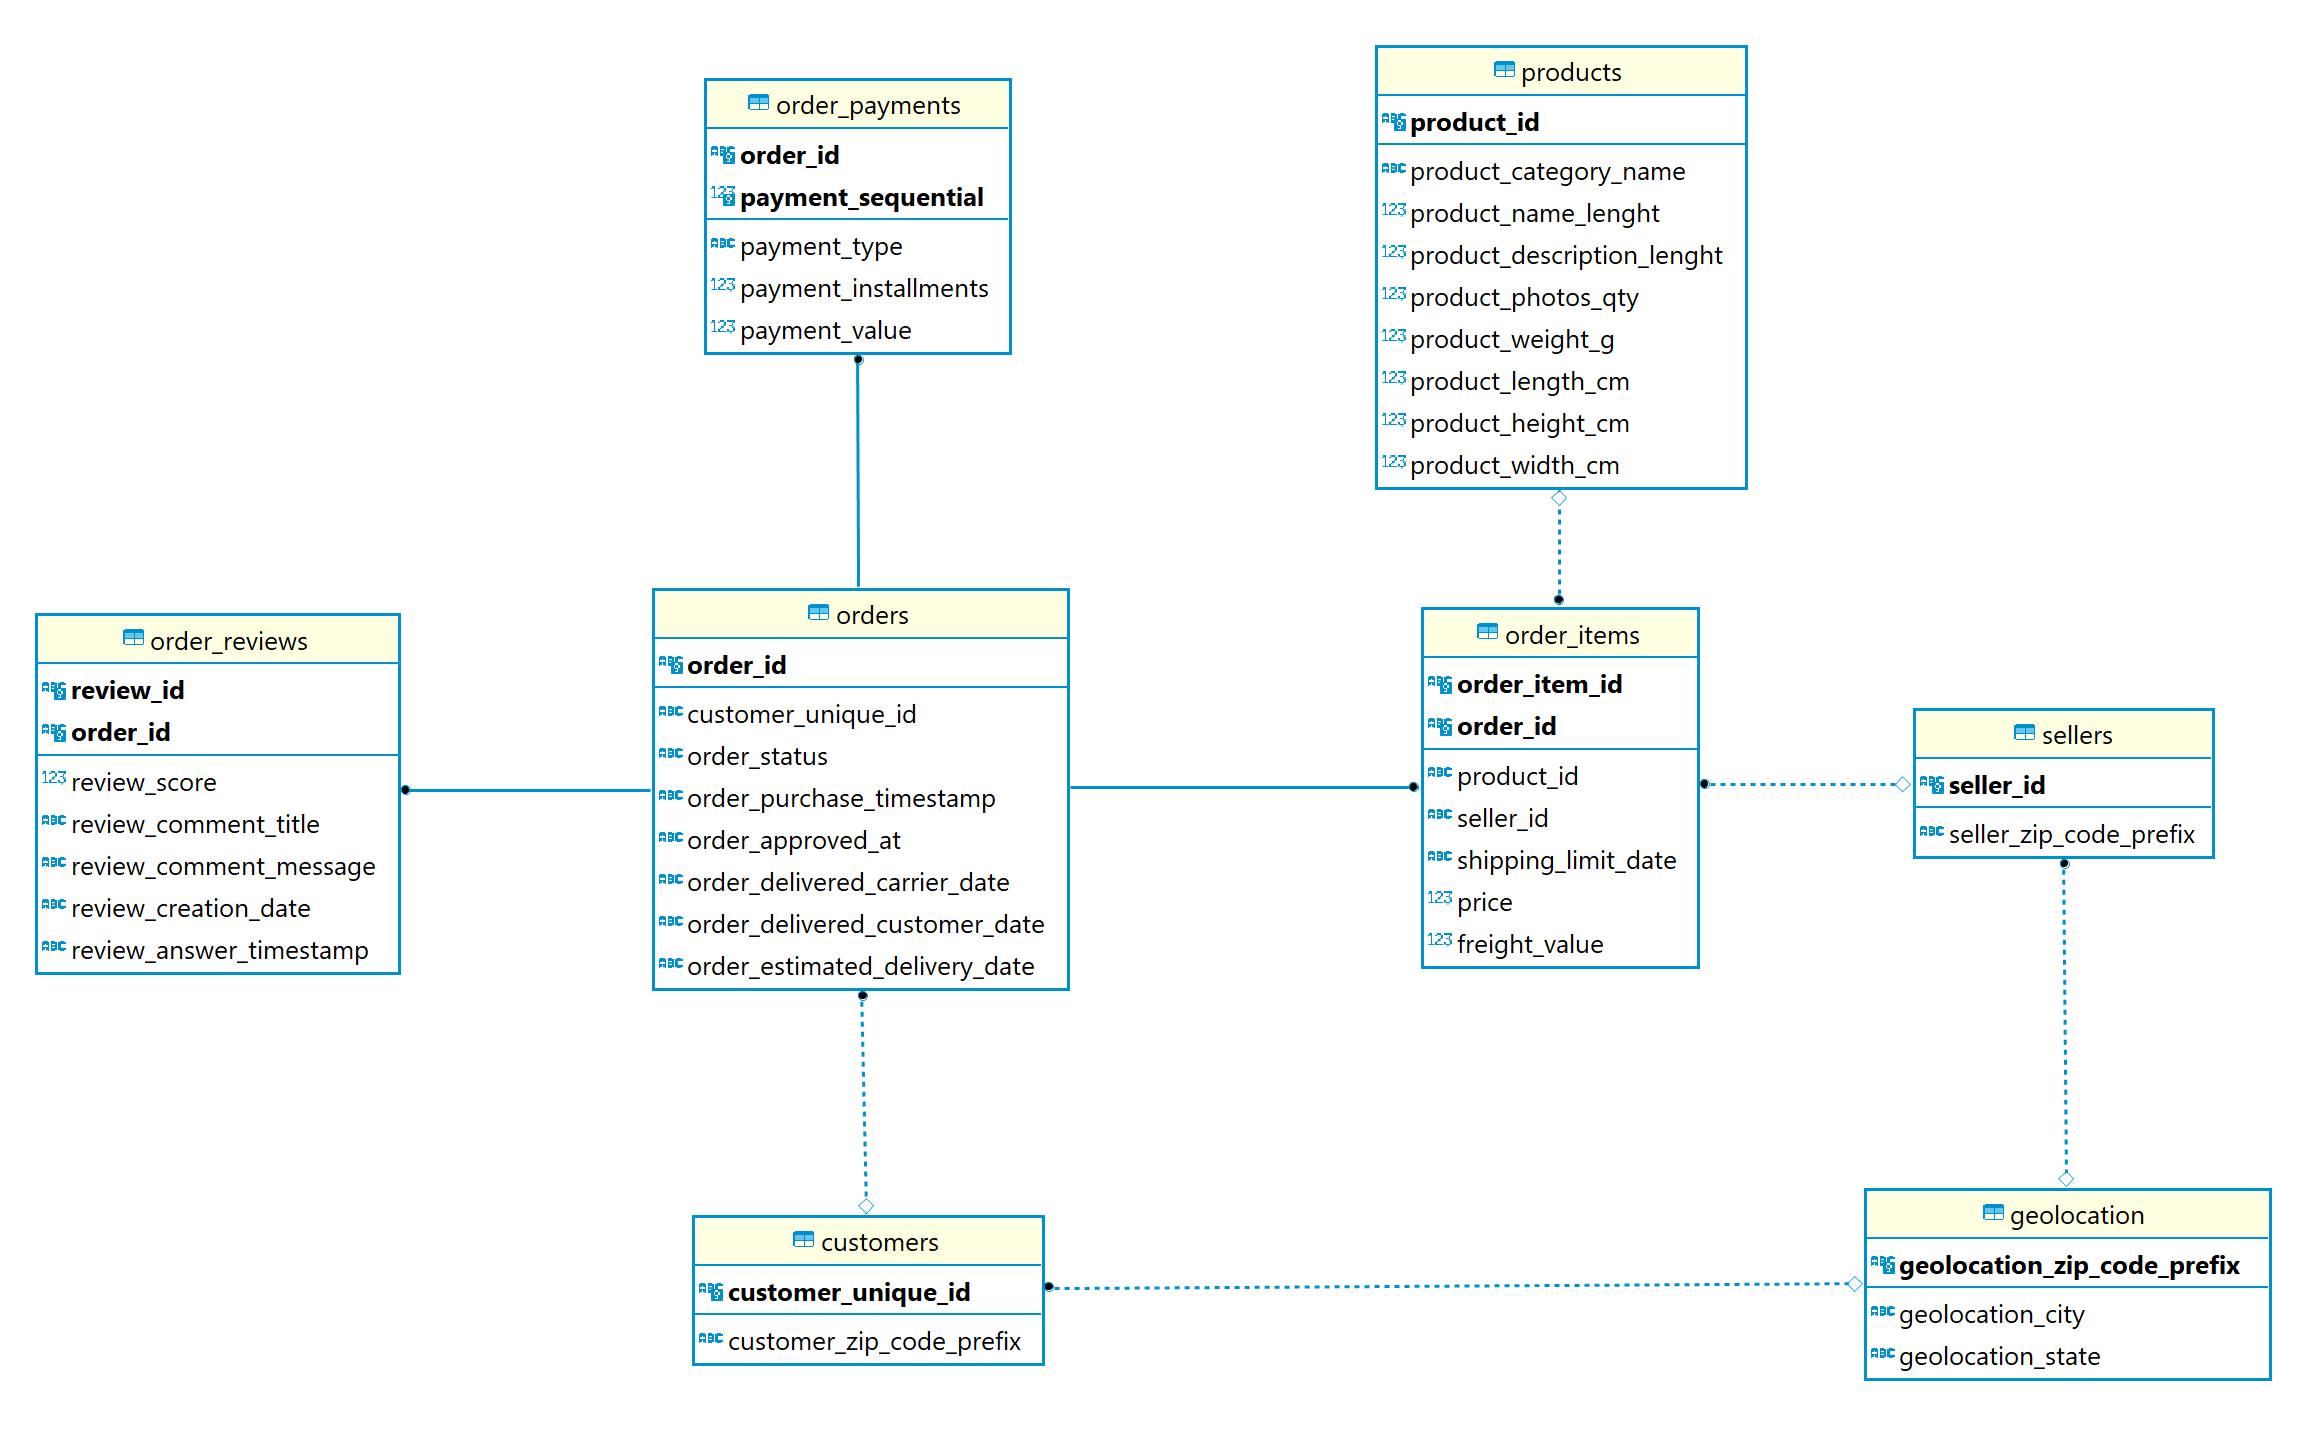 order_payments
order_id
payment_sequential
payment_type
payment_installments
payment_value
products
product_id
product_category_name
product_name_lenght
product_description_lenght
product_photos_qty
product_weight_g
product_length_cm
product_height_cm
product_width_cm
order_reviews
review_id
order_id
review_score
review_comment_title
review_comment_message
review_creation_date
review_answer_timestamp
orders
order_id
customer_unique_id
order_status
order_purchase_timestamp
order_approved_at
order_delivered_carrier_date
order_delivered_customer_date
order_estimated_delivery_date
order_items
order_item_id
order_id
product_id
seller_id
shipping_limit_date
price
freight_value
sellers
seller_id
seller_zip_code_prefix
customers
customer_unique_id
customer_zip_code_prefix
geolocation
geolocation_zip_code_prefix
geolocation_city
geolocation_state